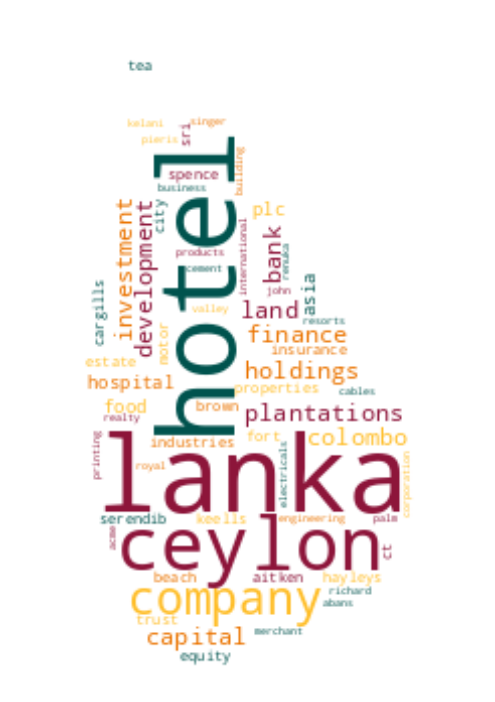 tea
kelani
singer
pieris
sri
building
spence
business
hotel
investment
development
city
plc
products
international
bank
renuka
cement
john
asia
cargills
valley
land
resorts
motor
finance
insurance
estate
holdings
hospital
properties
cables
food
brown
plantations
realty
fort
colombo
printing
industries
electricals
corporation
royal
lanka
serendib
keells
engineering
palm
acme
ceylon
ct
beach
aitken
hayleys
company
richard
abans
trust
capital
merchant
equity